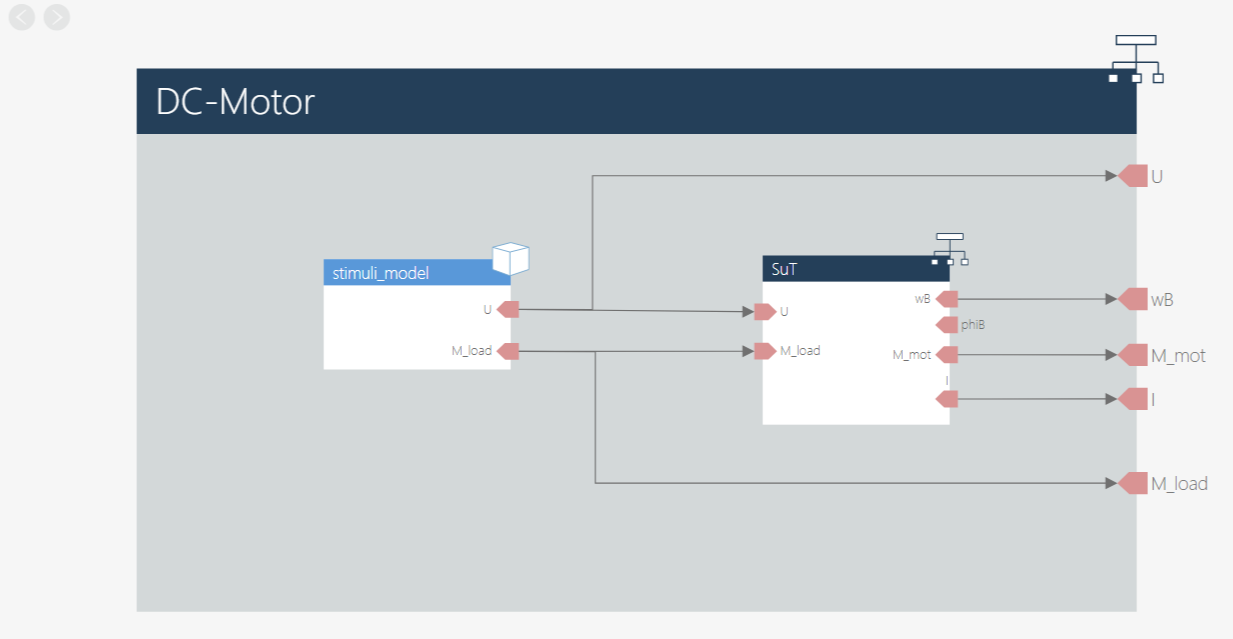 DC-Motor
U
stimuli_model
SuT
U
U
wB
wB
phiB
M_load
M_load
M_mot
M_mot
I
I
M_load